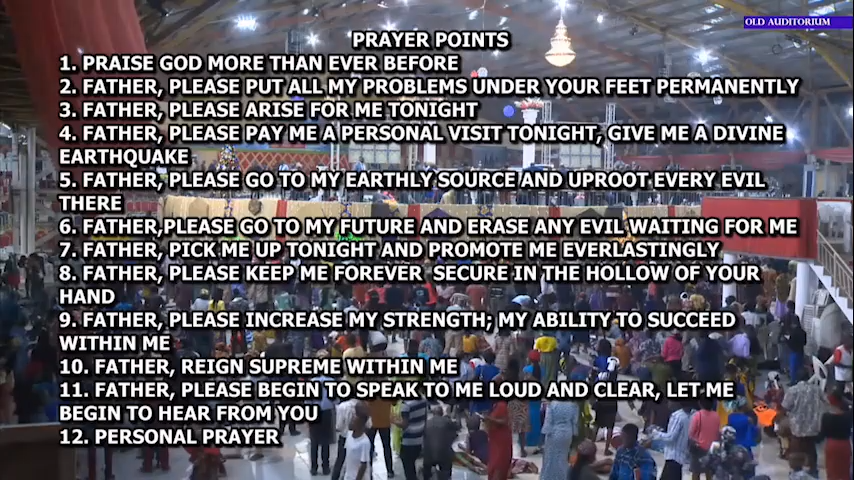 OLD AUDITORIUM
PRAYER POINTS
1. PRAISE GOD MORE THAN EVER BEFORE
2. FATHER, PLEASE PUT ALL MY PROBLEMS UNDER YOUR FEET PERMANENTLY
3. FATHER, PLEASE ARISE FOR ME TONIGHT
4. FATHER, PLEASE PAY ME A PERSONAL VISIT TONIGHT, GIVE ME A DIVINE
EARTHQUAKE
5. FATHER, PLEASE GO TO MY EARTHLY SOURCE AND UPROOT EVERY EVIL
THERE
6. FATHER,PLEASE GO TO MY FUTURE AND ERASE ANY EVIL WAITING FOR ME
7. FATHER, PICK ME UP TONIGHT AND PROMOTE ME EVERLASTINGLY
8. FATHER, PLEASE KEEP ME FOREVER  SECURE IN THE HOLLOW OF YOUR
HAND
9. FATHER, PLEASE INCREASE MY STRENGTH; MY ABILITY TO SUCCEED
WITHIN ME
10. FATHER, REIGN SUPREME WITHIN ME
11. FATHER, PLEASE BEGIN TO SPEAK TO ME LOUD AND CLEAR, LET ME
BEGIN TO HEAR FROM YOU
12. PERSONAL PRAYER